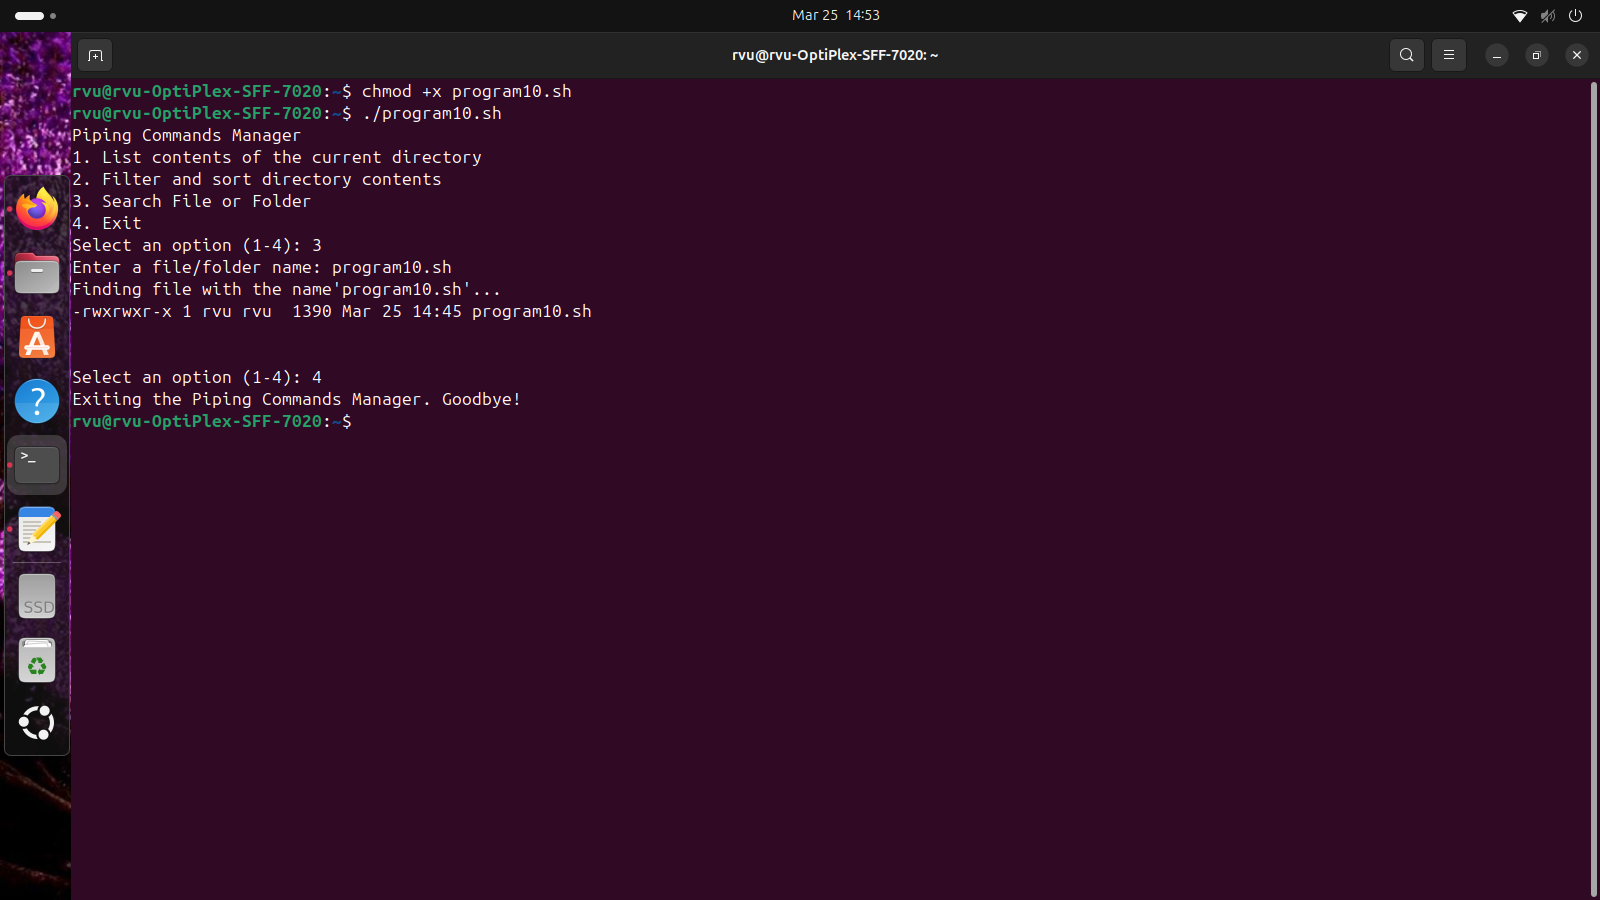 Mar 25 14:53
rvu@rvu-OptiPlex-SFF-7020: ~
rvu@rvu-OptiPlex-SFF-7020:~$ chmod +x program10.sh
rvu@rvu-OptiPlex-SFF-7020:~$ ./program10.sh
Piping Commands Manager
1. List contents of the current directory
2. Filter and sort directory contents
3. Search File or Folder
4. Exit
Select an option (1-4): 3
Enter a file/folder name: program10.sh
Finding file with the name'program10.sh'...
-rwxrwxr-x 1 rvu rvu  1390 Mar 25 14:45 program10.sh
Select an option (1-4): 4
Exiting the Piping Commands Manager. Goodbye!
rvu@rvu-OptiPlex-SFF-7020:~$
SSD